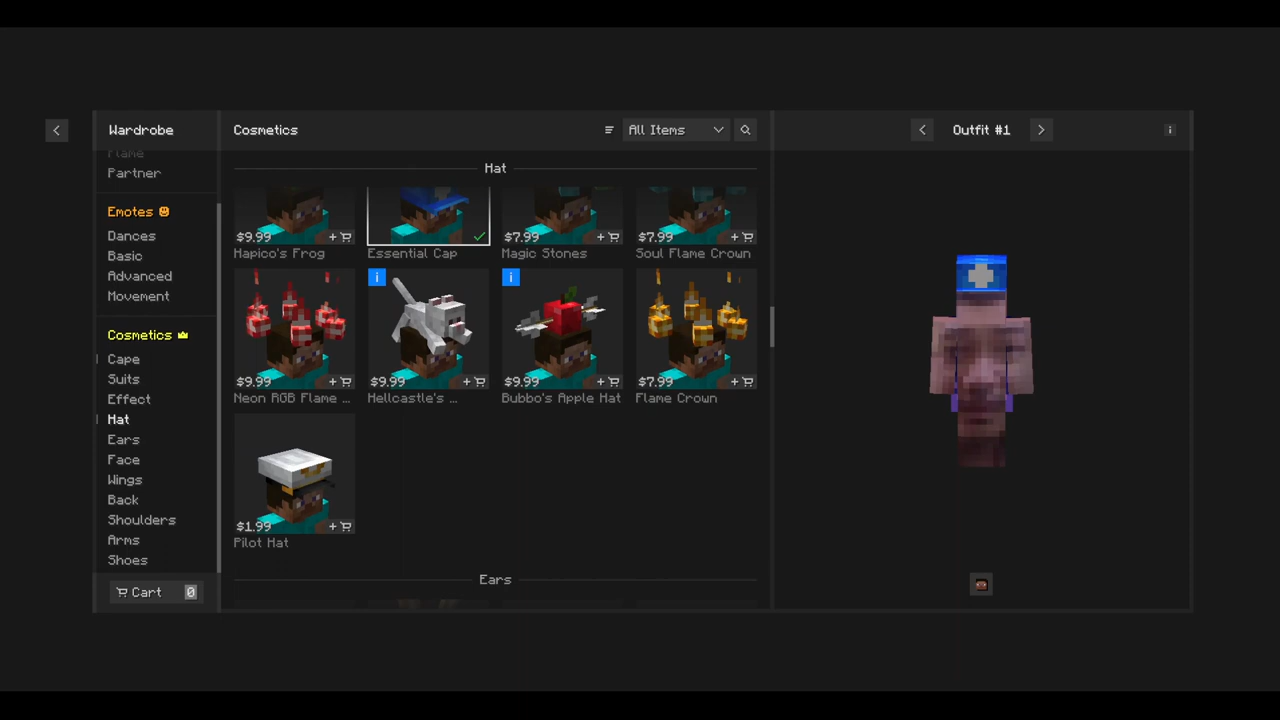 Wardrobe
Cosmetics
All Items
Outfit #1
i
Flame
Partner
Emotes
Dances
Basic
Advanced
Movement
Cosmetics
Cape
Suits
Effect
Hat
Ears
Face
Wings
Back
Shoulders
Arms
Shoes
Cart 0
Hat
$9.99 +
$7.99 +
$7.99 +
Hapico's Frog
Essential Cap
Magic Stones
Soul Flame Crown
i
i
$9.99 +
$9.99 +
$9.99 +
$7.99 +
Neon RGB Flame ...
Hellcastle's ...
Bubbo's Apple Hat
Flame Crown
$1.99 +
Pilot Hat
Ears